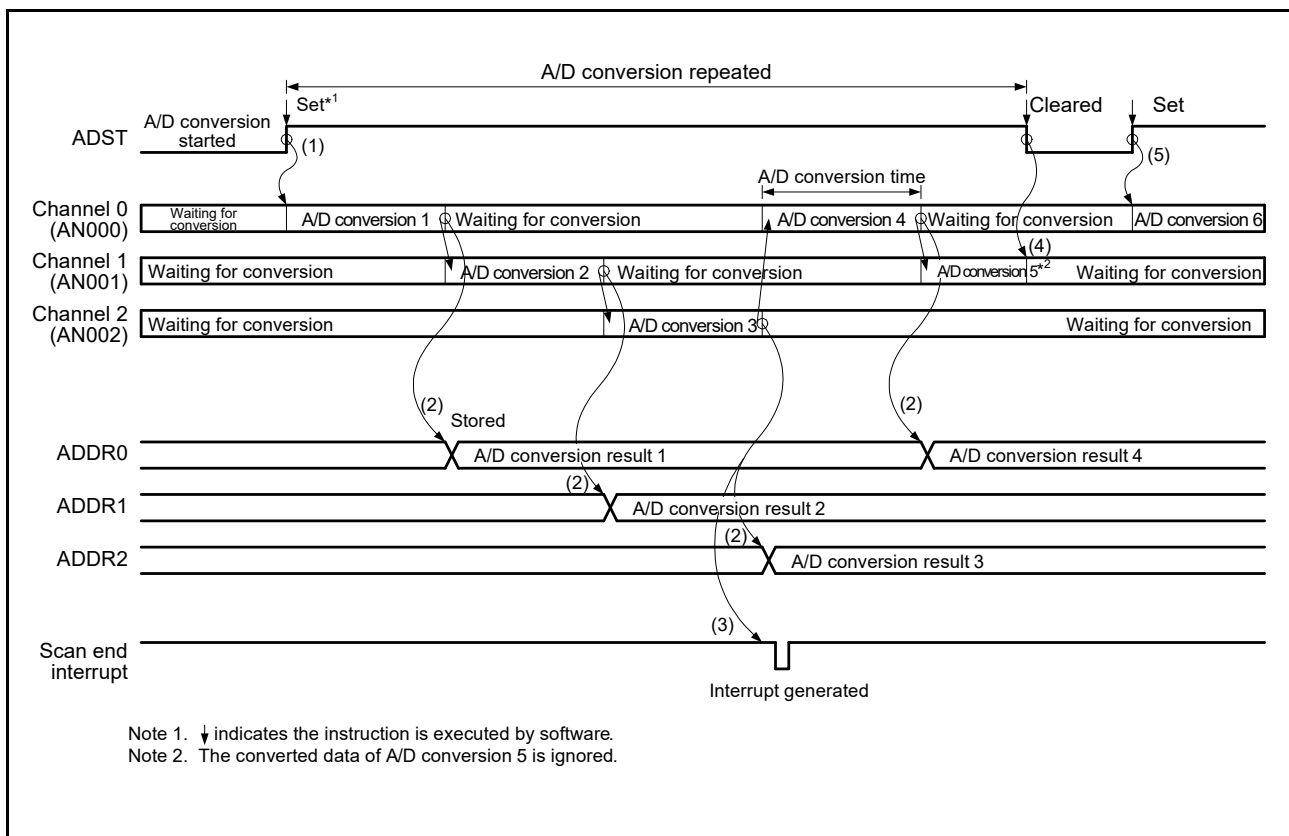 A/D conversion repeated
Set*1
Cleared
Set
ADST
A/D conversion
started
(1)
(5)
A/D conversion time
Channel 0
(AN000)
Waiting for
conversion
A/D conversion 1
Waiting for conversion
A/D conversion 4
Waiting for conversion
A/D conversion 6
(4)
Channel 1
(AN001)
Waiting for conversion
A/D conversion 2
Waiting for conversion
A/D conversion 5*2
Waiting for conversion
Channel 2
(AN002)
Waiting for conversion
A/D conversion 3
Waiting for conversion
(2)
Stored
(2)
ADDR0
A/D conversion result 1
A/D conversion result 4
(2)
ADDR1
A/D conversion result 2
(2)
ADDR2
A/D conversion result 3
(3)
Scan end
interrupt
Interrupt generated
Note 1. ↓ indicates the instruction is executed by software.
Note 2. The converted data of A/D conversion 5 is ignored.